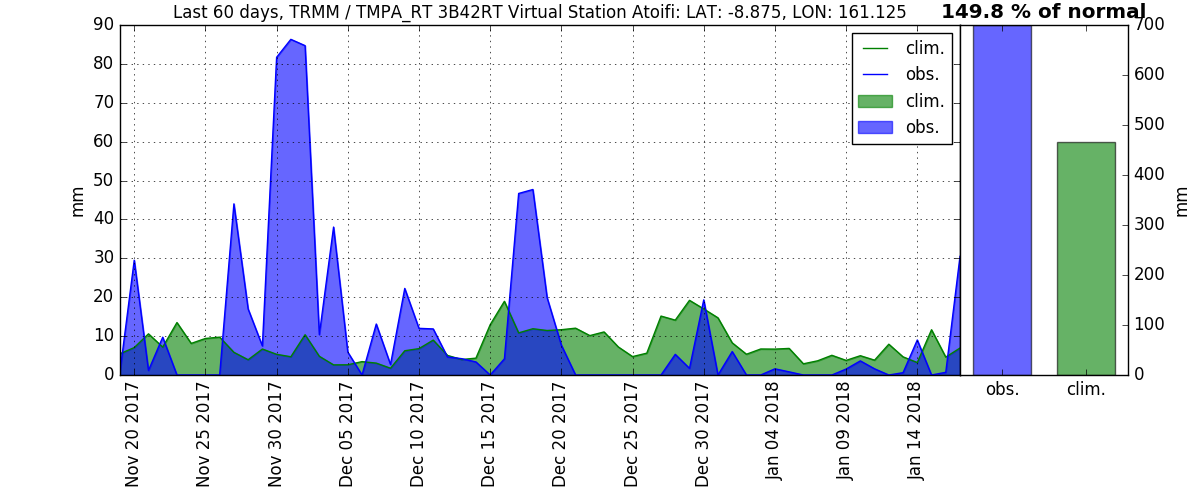 Last 60 days, TRMM / TMPA_RT 3B42RT Virtual Station Atoifi: LAT: -8.875, LON: 161.125
149.8 % of normal
90
80
70
60
50
40
30
20
10
0
mm
clim.
obs.
clim.
obs.
Nov 20 2017
Nov 25 2017
Nov 30 2017
Dec 05 2017
Dec 10 2017
Dec 15 2017
Dec 20 2017
Dec 25 2017
Dec 30 2017
Jan 04 2018
Jan 09 2018
Jan 14 2018
700
600
500
400
300
200
100
0
mm
obs.
clim.